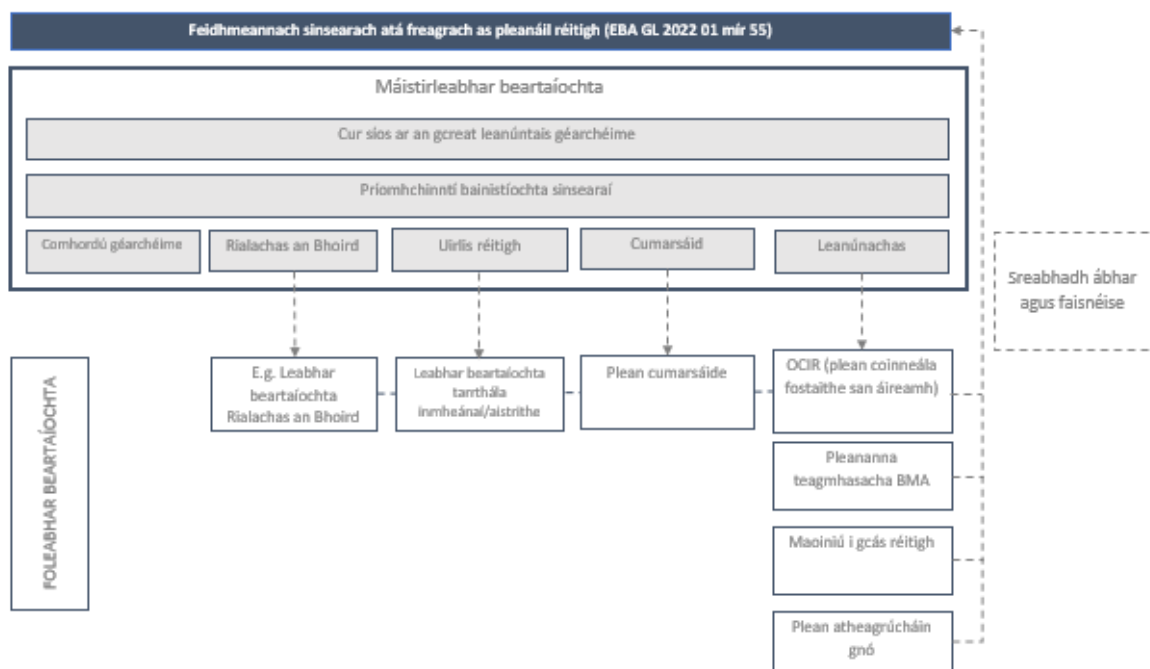 Feidhmeannach sinsearach atá freagrach as pleanáil réitigh (EBA GL 2022 01 mír 55)
Máistirleabhar beartaíochta
Cur síos ar an gcreat leanúntais géarchéime
Príomhchinntí bainistíochta sinsearaí
Comhordú géarchéime
Rialachas an Bhoird
Uirlis réitigh
Cumarsáid
Leanúnachas
Sreabhadh ábhar
agus faisnéise
FOLEABHAR BEARTAÍOCHTA
E.g. Leabhar
beartaíochta
Rialachas an Bhoird
Leabhar beartaíochta
tarrthála
inmheánaí/aistrithe
Plean cumarsáide
OCIR (plean coinneála
fostaithe san áireamh)
Pleananna
teagmhasacha BMA
Maoiniú i gcás réitigh
Plean atheagrúcháin
gnó